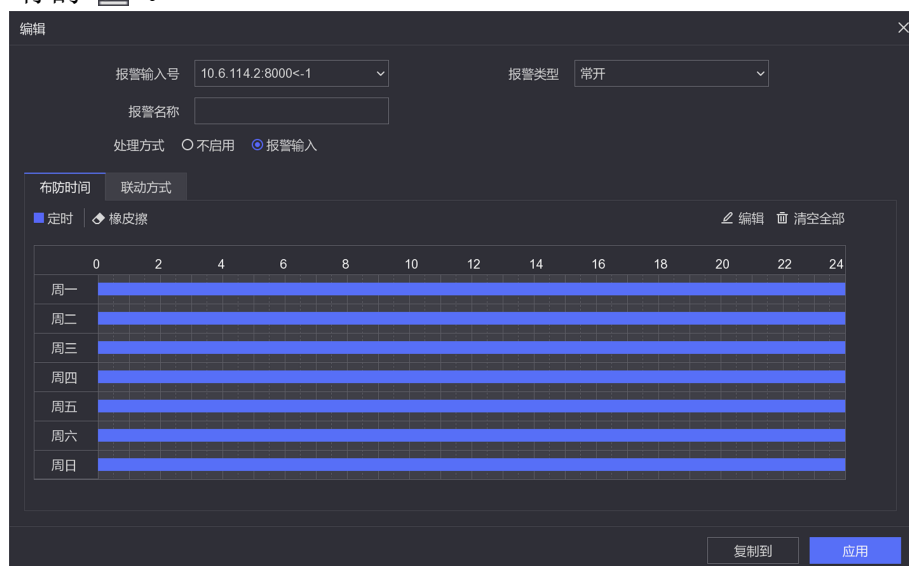 编辑
报警输入号 10.6.114.2:8000<-1 报警类型 常开
报警名称
处理方式 不启用 报警输入
布防时间 联动方式
定时 橡皮擦 编辑 清空全部
0 2 4 6 8 10 12 14 16 18 20 22 24
周一
周二
周三
周四
周五
周六
周日
复制到 应用